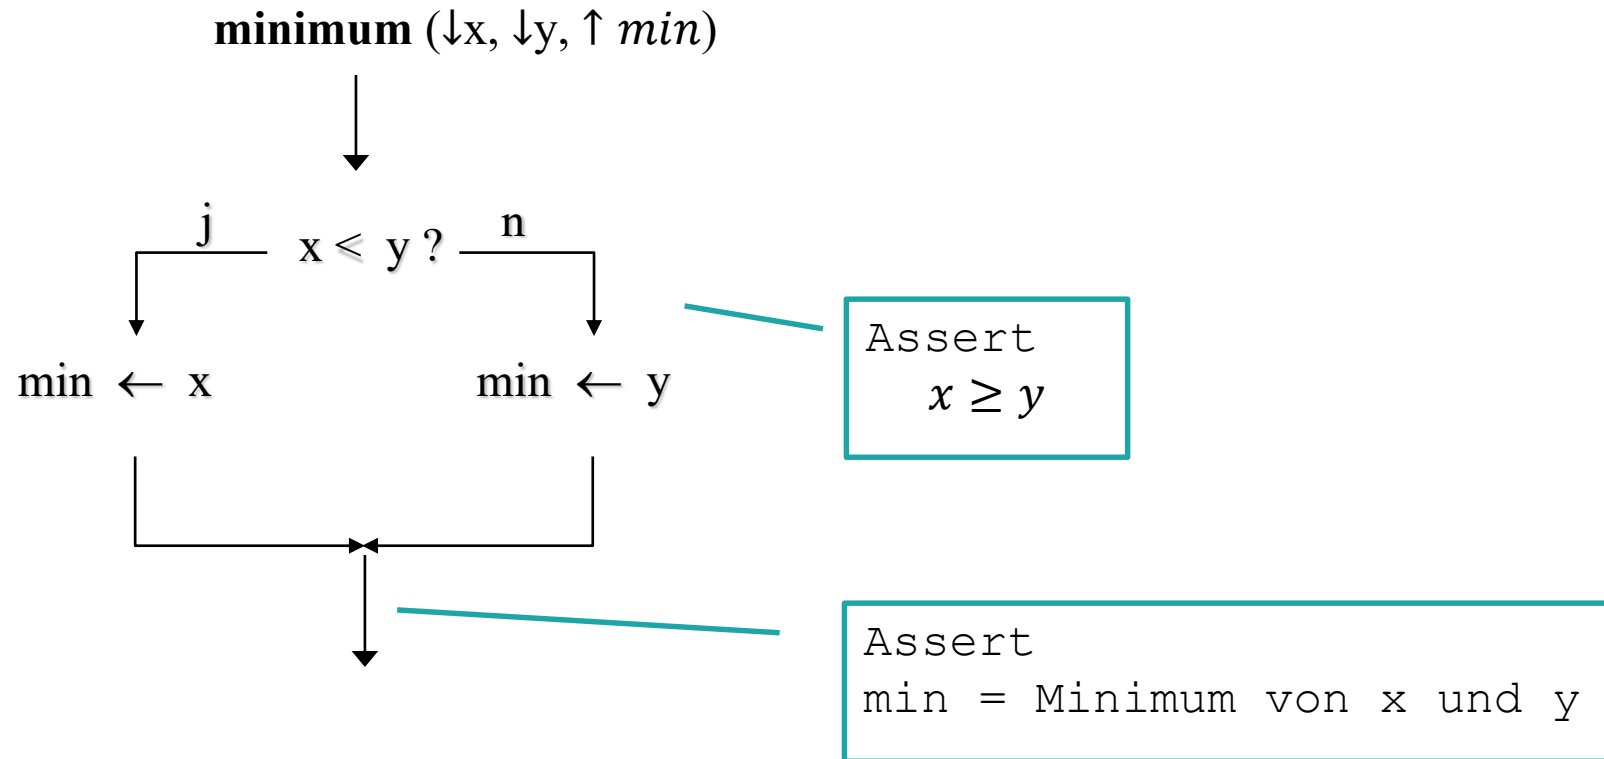 minimum (↓x, ↓y, ↑ min)
j x < y ? n
min ← x
min ← y
Assert
x ≥ y
Assert
min = Minimum von x und y